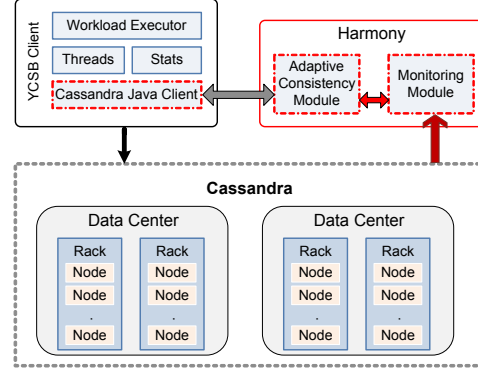 YCSB Client
Workload Executor
Threads
Stats
Cassandra Java Client
Harmony
Adaptive
Consistency
Module
Monitoring
Module
Cassandra
Data Center
Rack
Node
Node
.
Node
Rack
Node
Node
.
Node
Data Center
Rack
Node
Node
.
Node
Rack
Node
Node
.
Node